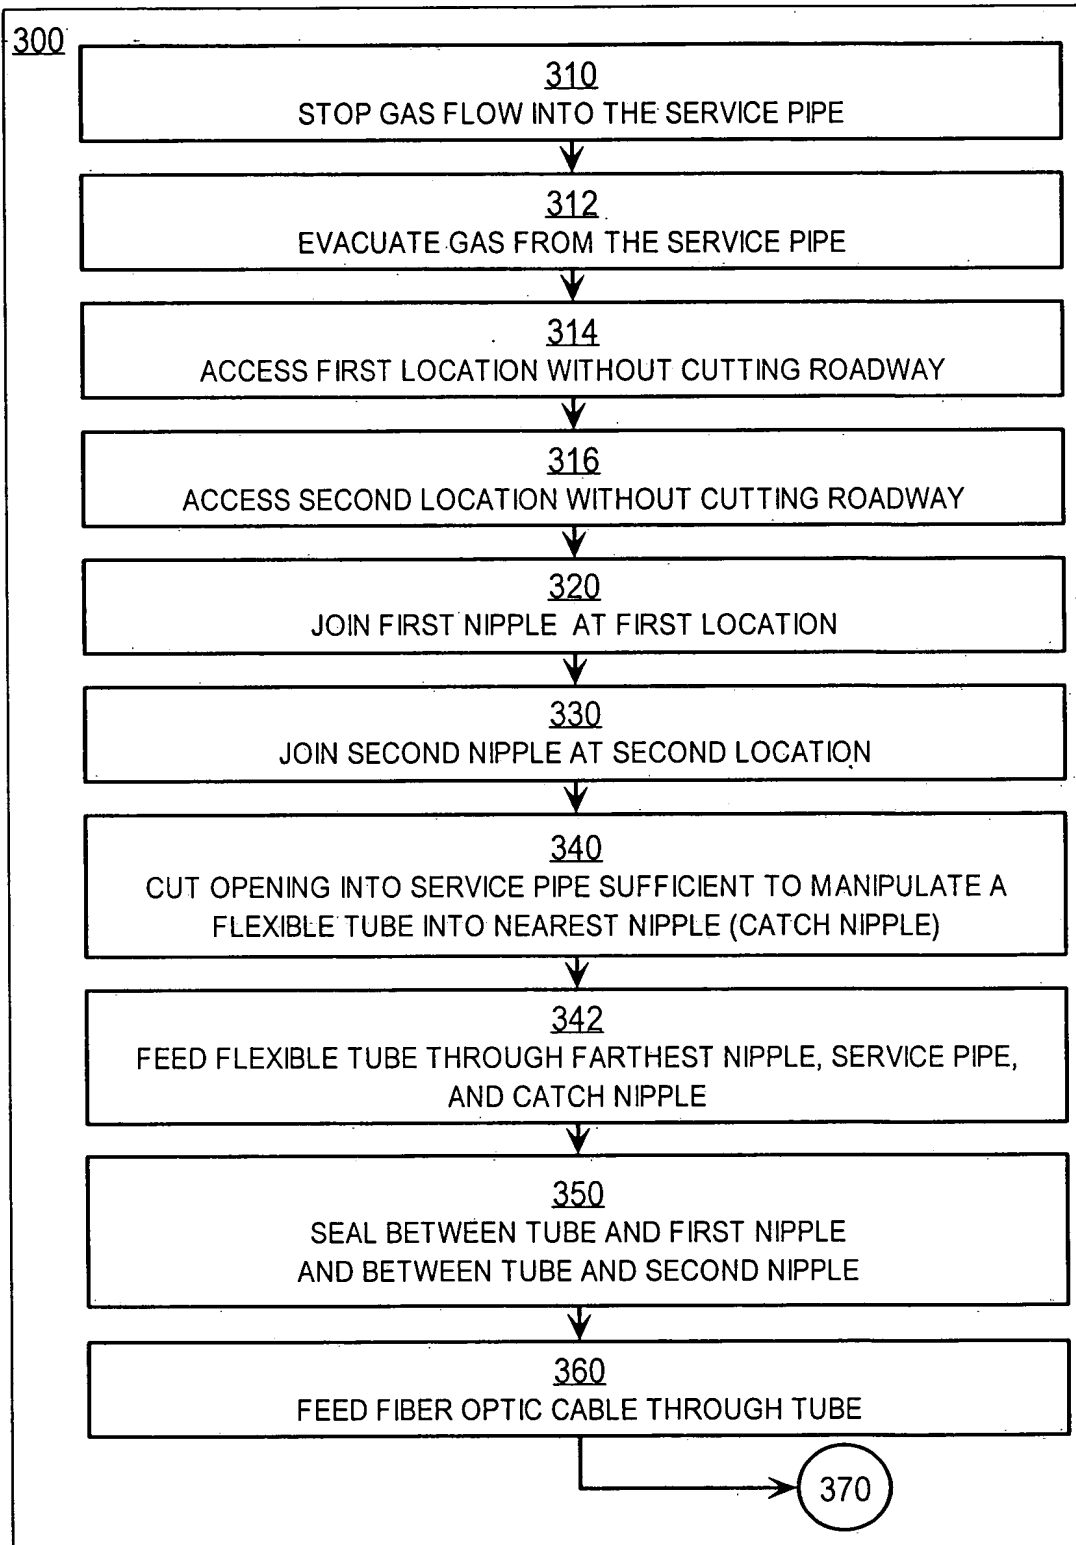 300
310
STOP GAS FLOW INTO THE SERVICE PIPE
312
EVACUATE GAS FROM THE SERVICE PIPE
314
ACCESS FIRST LOCATION WITHOUT CUTTING ROADWAY
316
ACCESS SECOND LOCATION WITHOUT CUTTING ROADWAY
320
JOIN FIRST NIPPLE AT FIRST LOCATION
330
JOIN SECOND NIPPLE AT SECOND LOCATION
340
CUT OPENING INTO SERVICE PIPE SUFFICIENT TO MANIPULATE A
FLEXIBLE TUBE INTO NEAREST NIPPLE (CATCH NIPPLE)
342
FEED FLEXIBLE TUBE THROUGH FARTHEST NIPPLE, SERVICE PIPE,
AND CATCH NIPPLE
350
SEAL BETWEEN TUBE AND FIRST NIPPLE
AND BETWEEN TUBE AND SECOND NIPPLE
360
FEED FIBER OPTIC CABLE THROUGH TUBE
370